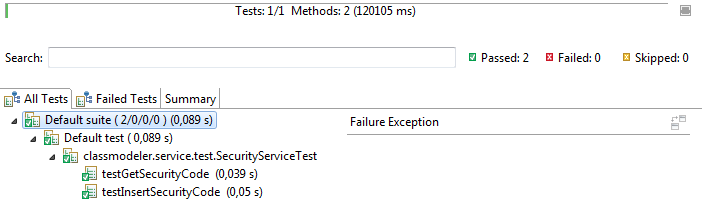 Tests: 1/1 Methods: 2 (120105 ms)
Search: Passed: 2 Failed: 0 Skipped: 0
All Tests Failed Tests Summary
Default suite ( 2/0/0/0 ) (0,089 s)
Failure Exception
Default test ( 0,089 s)
classmodeler.service.test.SecurityServiceTest
testGetSecurityCode (0,039 s)
testInsertSecurityCode (0,05 s)